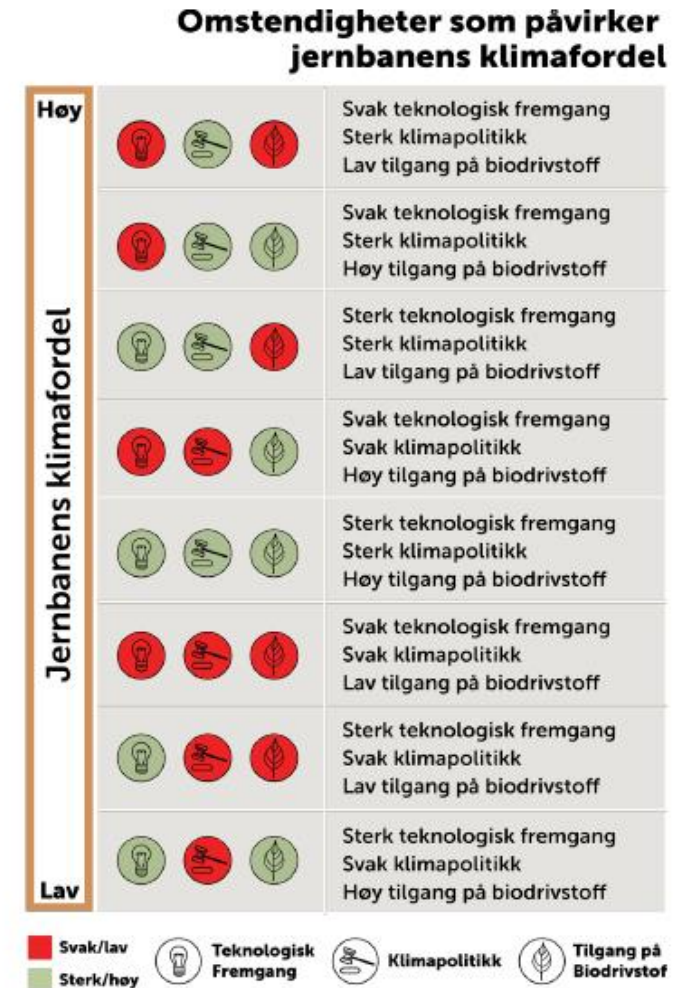 Omstendigheter som påvirker
jernbanens klimafordel
Høy
Jernbanens klimafordel
Lav
Svak teknologisk fremgang
Sterk klimapolitikk
Lav tilgang på biodrivstoff
Svak teknologisk fremgang
Sterk klimapolitikk
Høy tilgang på biodrivstoff
Sterk teknologisk fremgang
Sterk klimapolitikk
Lav tilgang på biodrivstoff
Svak teknologisk fremgang
Svak klimapolitikk
Høy tilgang på biodrivstoff
Sterk teknologisk fremgang
Sterk klimapolitikk
Høy tilgang på biodrivstoff
Svak teknologisk fremgang
Svak klimapolitikk
Lav tilgang på biodrivstoff
Sterk teknologisk fremgang
Svak klimapolitikk
Lav tilgang på biodrivstoff
Sterk teknologisk fremgang
Svak klimapolitikk
Høy tilgang på biodrivstoff
Svak/lav
Sterk/høy
Teknologisk
Fremgang
Klimapolitikk
Tilgang på
Biodrivstof